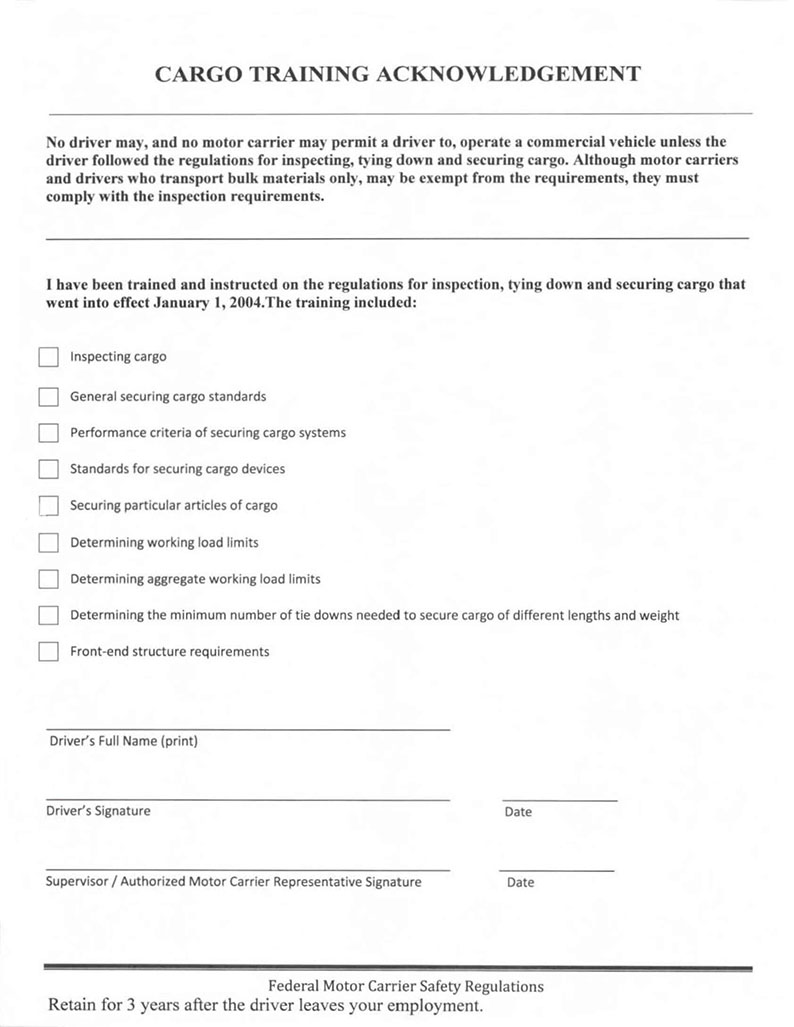 CARGO TRAINING ACKNOWLEDGEMENT
No driver may, and no motor carrier may permit a driver to, operate a commercial vehicle unless the
driver followed the regulations for inspecting, tying down and securing cargo. Although motor carriers
and drivers who transport bulk materials only, may be exempt from the requirements, they must
comply with the inspection requirements.
I have been trained and instructed on the regulations for inspection, tying down and securing cargo that
went into effect January 1, 2004.The training included:
Inspecting cargo
General securing cargo standards
Performance criteria of securing cargo systems
Standards for securing cargo devices
Securing particular articles of cargo
Determining working load limits
Determining aggregate working load limits
Determining the minimum number of tie downs needed to secure cargo of different lengths and weight
Front-end structure requirements
Driver's Full Name (print)
Driver's Signature
Date
Supervisor / Authorized Motor Carrier Representative Signature
Date
Federal Motor Carrier Safety Regulations
Retain for 3 years after the driver leaves your employment.